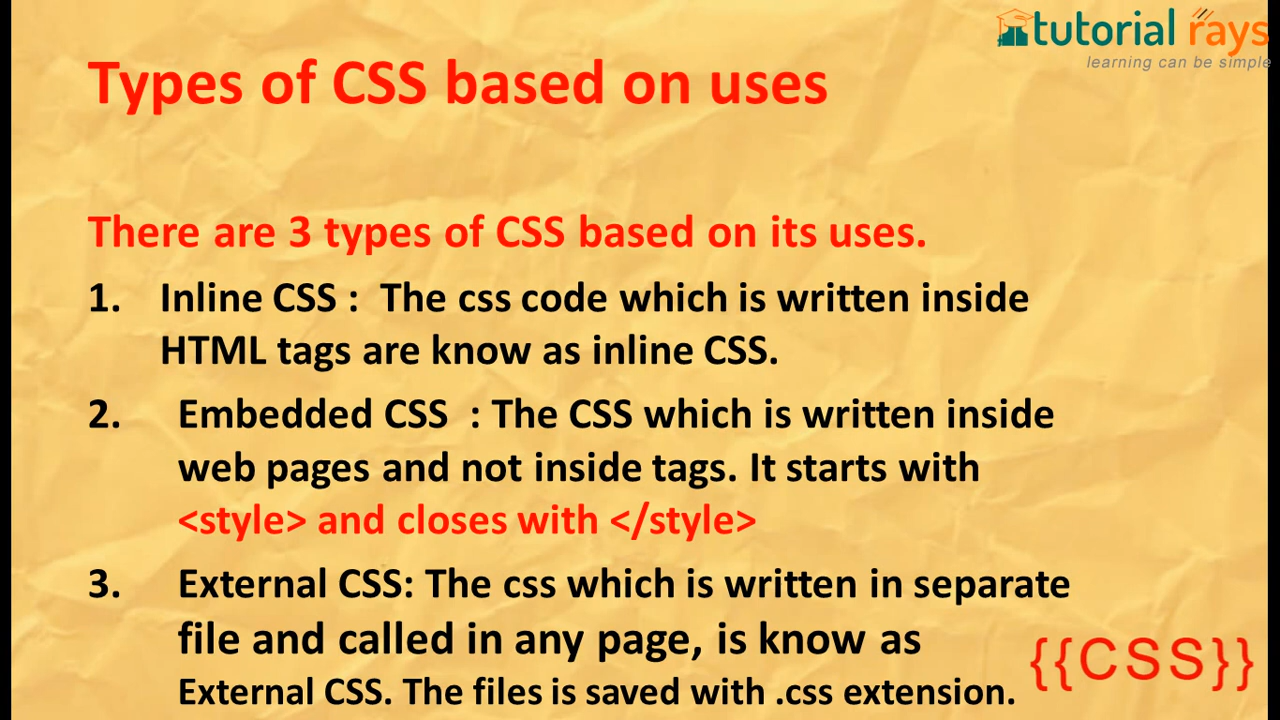 tutorial rays
learning can be simple
Types of CSS based on uses
There are 3 types of CSS based on its uses.
1. Inline CSS : The css code which is written inside
HTML tags are know as inline CSS.
2. Embedded CSS : The CSS which is written inside
web pages and not inside tags. It starts with
<style> and closes with </style>
3. External CSS: The css which is written in separate
file and called in any page, is know as
External CSS. The files is saved with .css extension.
{{CSS}}